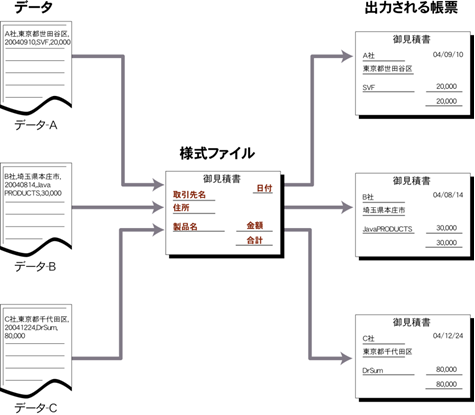 データ
A社,東京都世田谷区,
20040910,SVF,20,000
データ-A
B社,埼玉県本庄市,
20040814,Java
PRODUCTS,30,000
データ-B
C社,東京都千代田区,
20041224,DrSum,
80,000
データ-C
様式ファイル
御見積書
日付
取引先名
住所
製品名
金額
合計
出力される帳票
御見積書
A社 04/09/10
東京都世田谷区
SVF 20,000
20,000
御見積書
B社 04/08/14
埼玉県本庄市
JavaPRODUCTS 30,000
30,000
御見積書
C社 04/12/24
東京都千代田区
DrSum 80,000
80,000